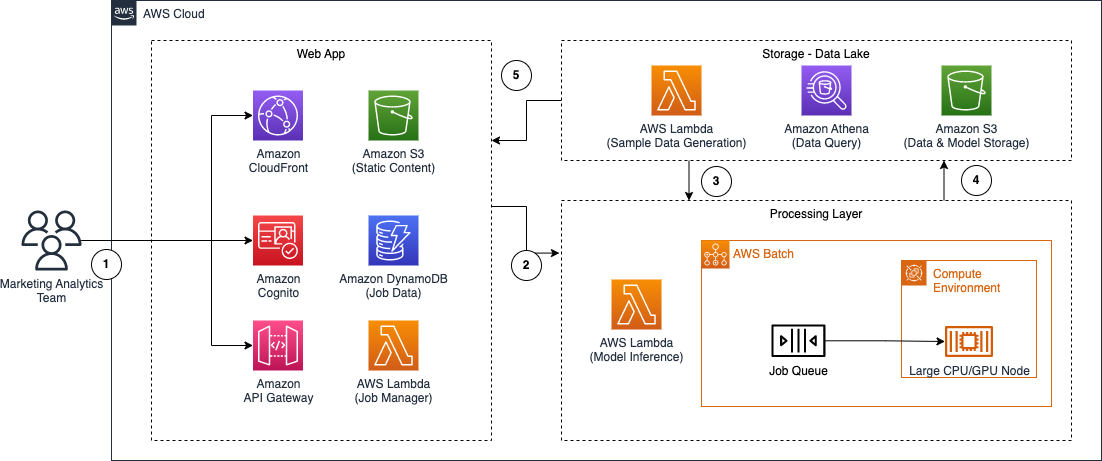 aws
AWS Cloud
Web App
Amazon
CloudFront
Amazon S3
(Static Content)
Amazon
Cognito
Amazon DynamoDB
(Job Data)
Amazon
API Gateway
AWS Lambda
(Job Manager)
Marketing Analytics
Team
1
5
2
Storage - Data Lake
AWS Lambda
(Sample Data Generation)
Amazon Athena
(Data Query)
Amazon S3
(Data & Model Storage)
3
4
Processing Layer
AWS Lambda
(Model Inference)
AWS Batch
Job Queue
Compute
Environment
Large CPU/GPU Node